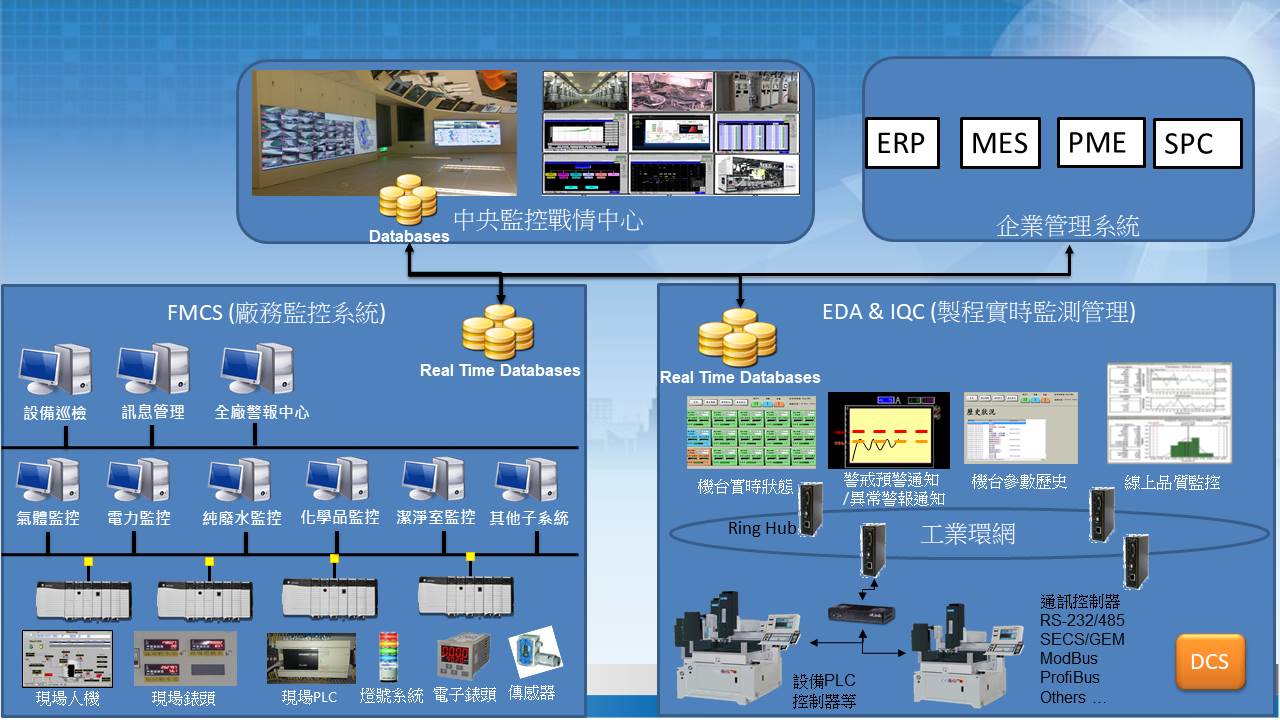 ERP
MES
PME
SPC
Databases
中央監控戰情中心
企業管理系統
FMCS (廠務監控系統)
Real Time Databases
設備巡檢
訊息管理
全廠警報中心
氣體監控
電力監控
純廢水監控
化學品監控
潔淨室監控
其他子系統
現場人機
現場錶頭
現場PLC
燈號系統
電子錶頭
傳感器
EDA & IQC (製程實時監測管理)
Real Time Databases
機台實時狀態
警戒預警通知
/異常警報通知
歷史狀況
機台參數歷史
線上品質監控
Ring Hub
工業環網
設備PLC
控制器等
通訊控制器
RS-232/485
SECS/GEM
ModBus
ProfiBus
Others ...
DCS